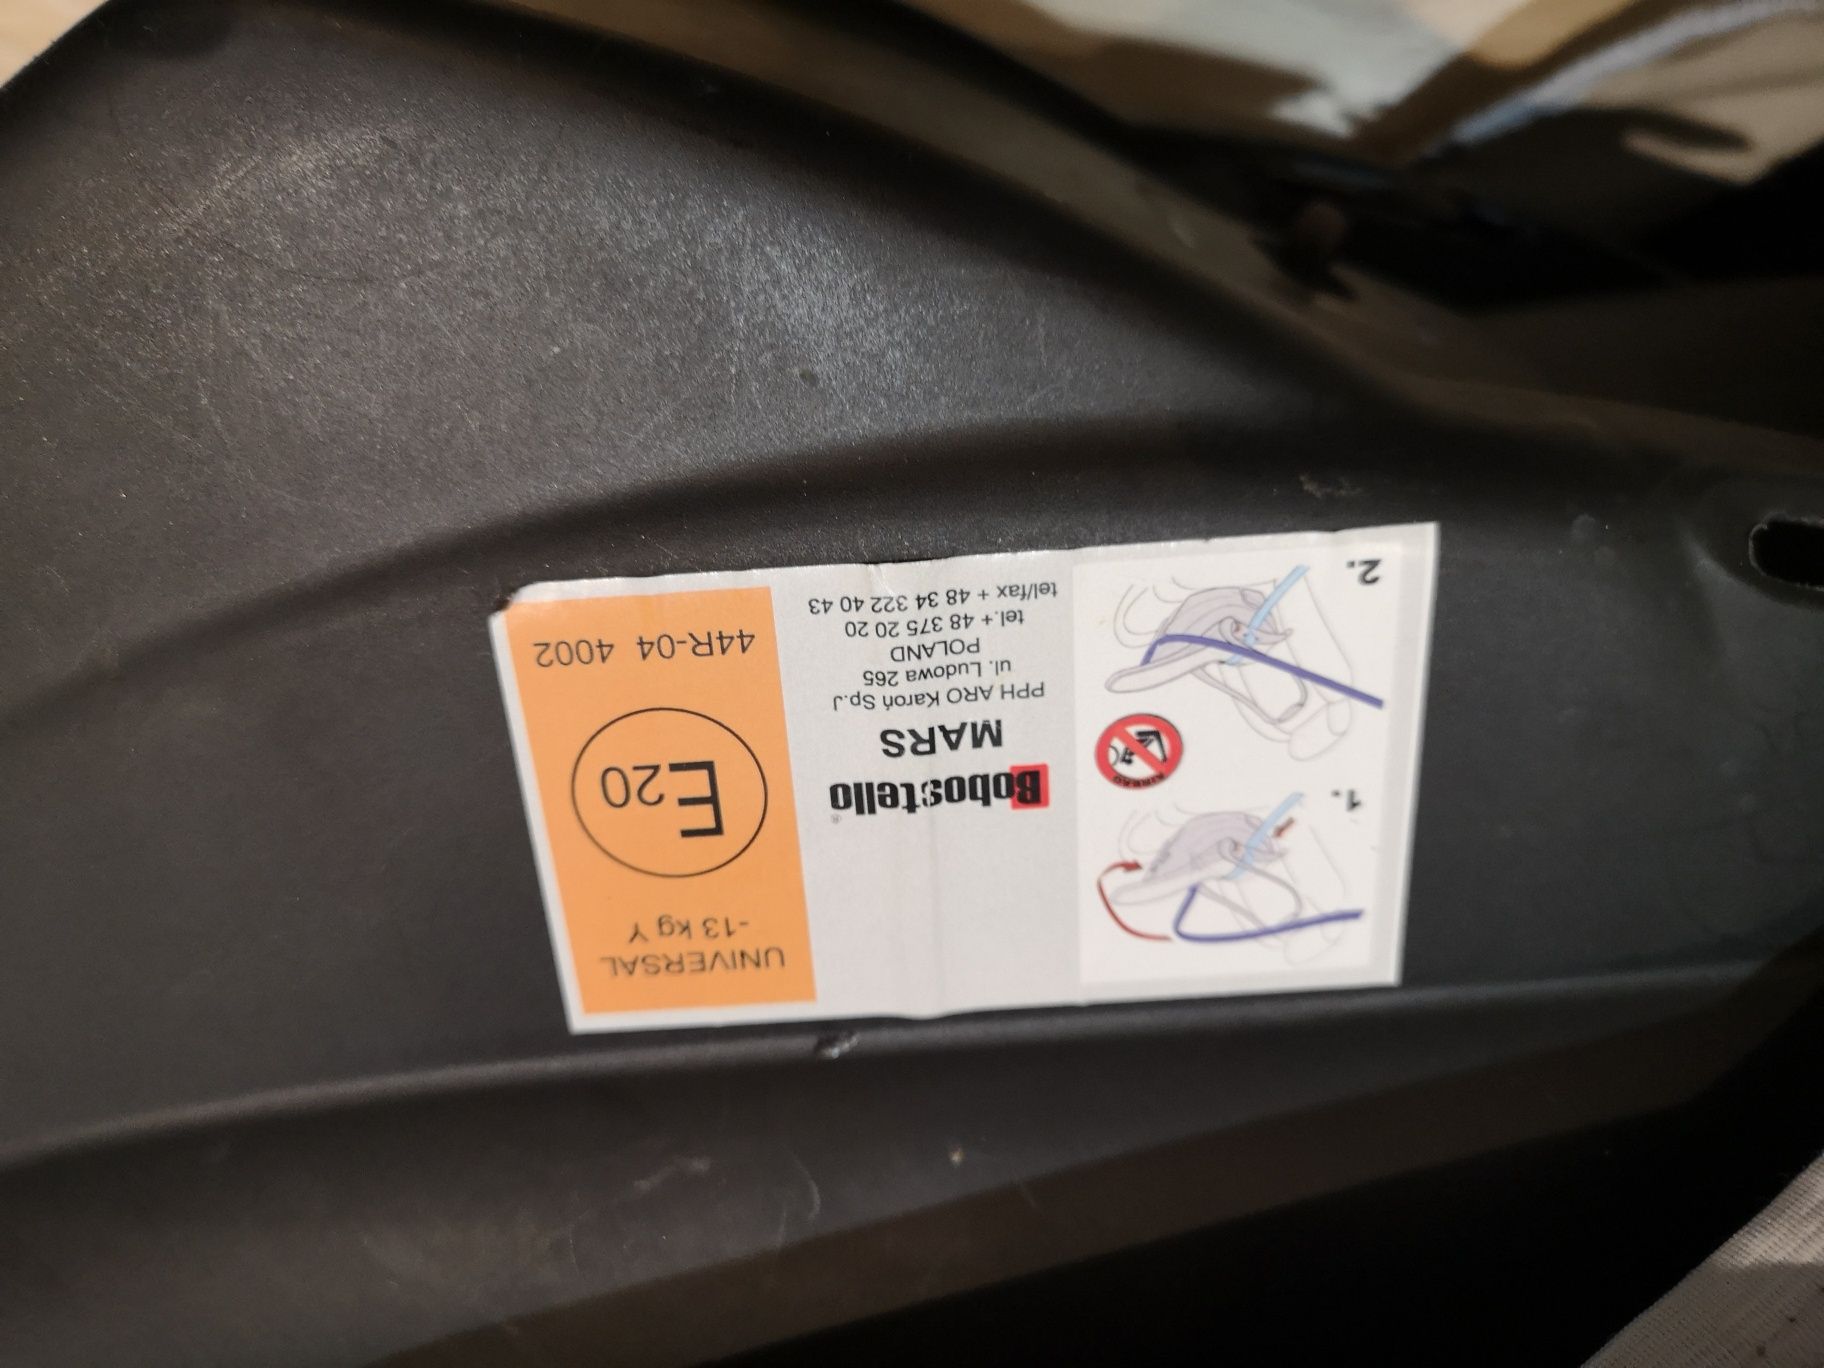 1.
AIRBAG
2.
Bobostello®
MARS
PPH ARO Karoń Sp.J
ul. Ludowa 265
POLAND
tel.+ 48 375 20 20
tel/fax + 48 34 322 40 43
UNIVERSAL
-13 kg Y
E20
44R-04 4002